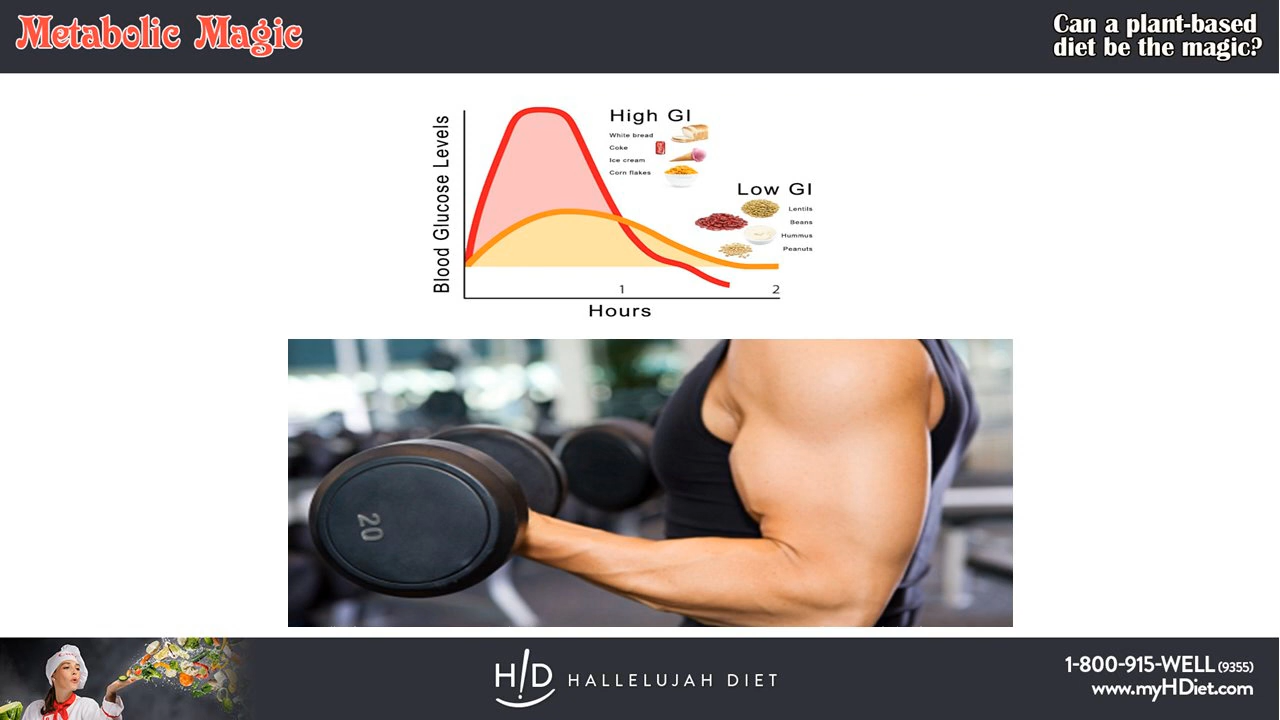 Metabolic Magic
Can a plant-based
diet be the magic?
Blood Glucose Levels
High GI
White bread
Coke
Ice cream
Corn flakes
Low GI
Lentils
Beans
Hummus
Peanuts
1
2
Hours
20
H!D HALLELUJAH DIET
1-800-915-WELL (9355)
www.myHDiet.com